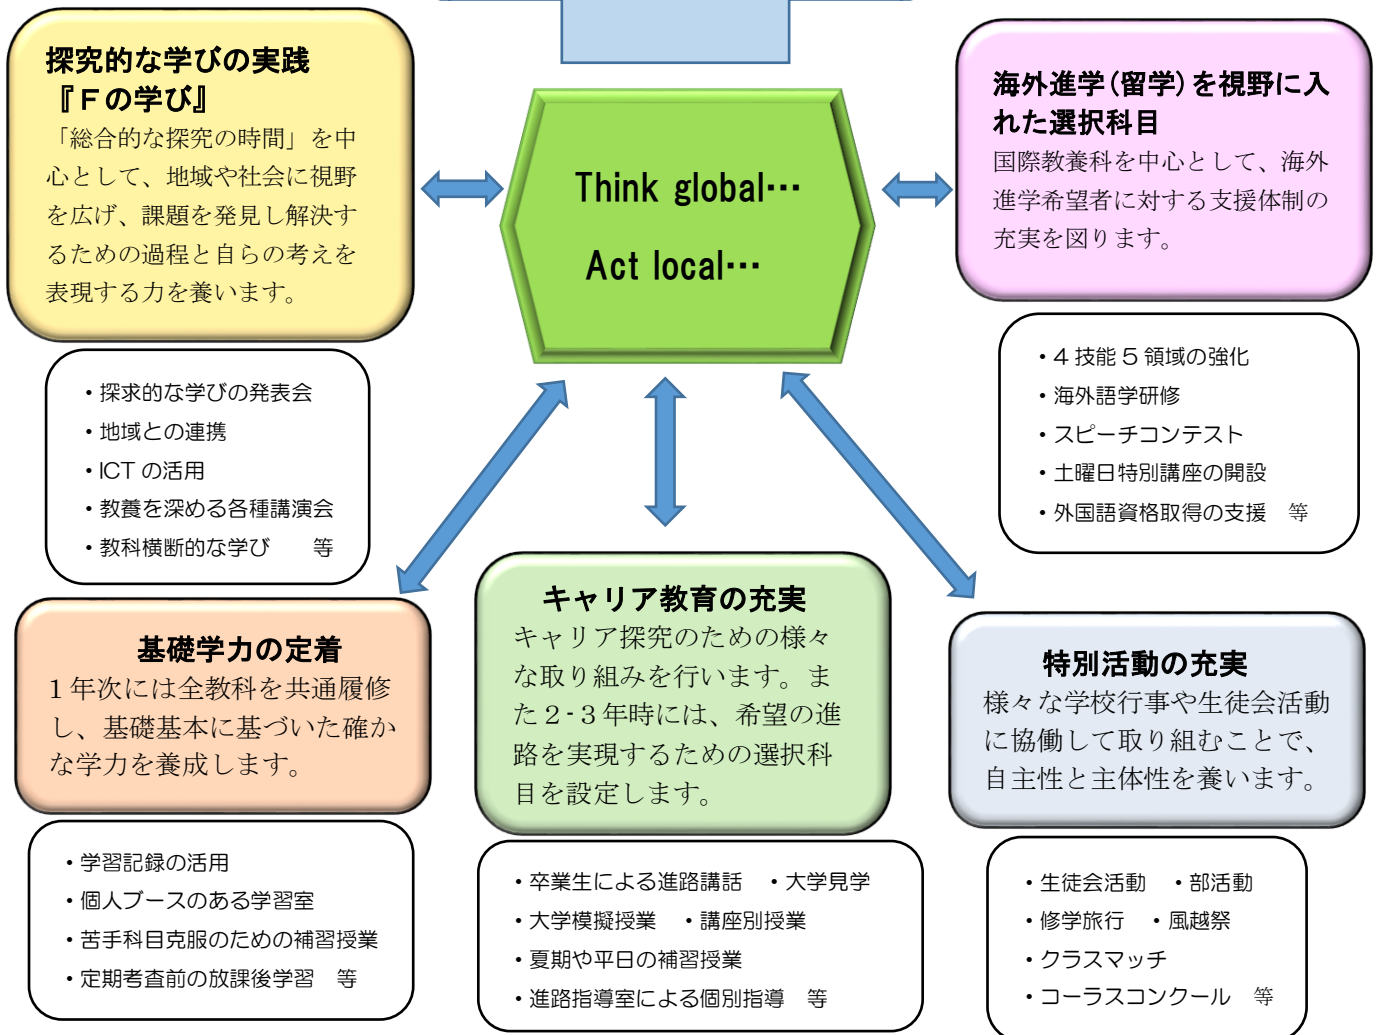 探究的な学びの実践
『Ｆの学び』
「総合的な探究の時間」を中
心として、地域や社会に視野
を広げ、課題を発見し解決す
るための過程と自らの考えを
表現する力を養います。
・探求的な学びの発表会
・地域との連携
・ICT の活用
・教養を深める各種講演会
・教科横断的な学び　等
Think global…
Act local…
海外進学(留学)を視野に入
れた選択科目
国際教養科を中心として、海外
進学希望者に対する支援体制の
充実を図ります。
・4 技能 5 領域の強化
・海外語学研修
・スピーチコンテスト
・土曜日特別講座の開設
・外国語資格取得の支援　等
基礎学力の定着
1 年次には全教科を共通履修
し、基礎基本に基づいた確か
な学力を養成します。
・学習記録の活用
・個人ブースのある学習室
・苦手科目克服のための補習授業
・定期考査前の放課後学習　等
キャリア教育の充実
キャリア探究のための様々
な取り組みを行います。ま
た２-３年時には、希望の進
路を実現するための選択科
目を設定します。
・卒業生による進路講話　・大学見学
・大学模擬授業　・講座別授業
・夏期や平日の補習授業
・進路指導室による個別指導　等
特別活動の充実
様々な学校行事や生徒会活動
に協働して取り組むことで、
自主性と主体性を養います。
・生徒会活動　・部活動
・修学旅行　・風越祭
・クラスマッチ
・コーラスコンクール　等